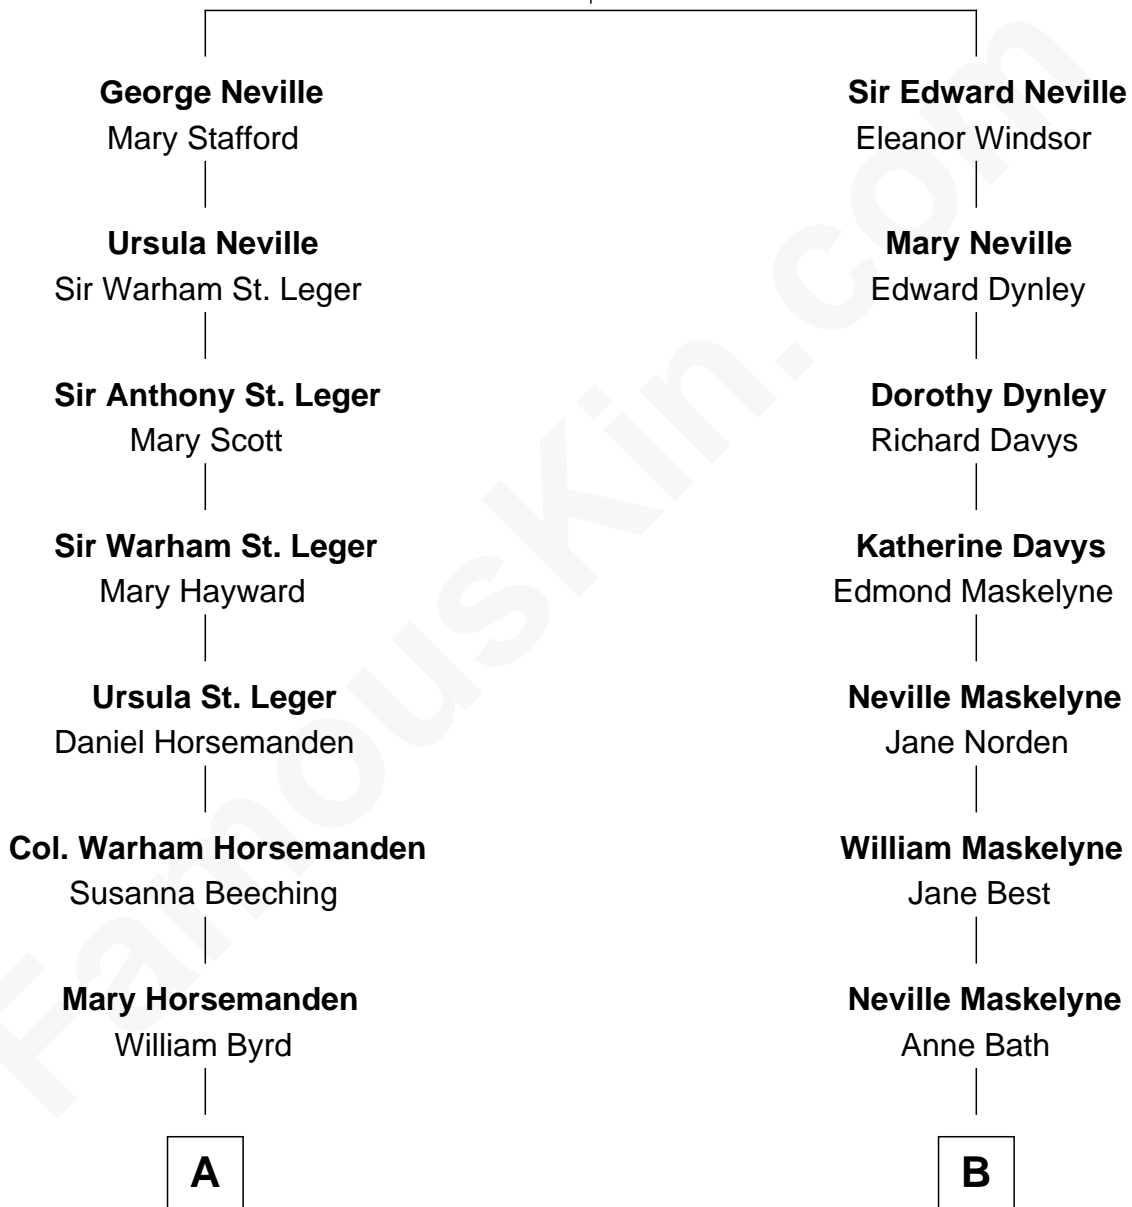 George Neville
Mary Stafford
Ursula Neville
Sir Warham St. Leger
Sir Anthony St. Leger
Mary Scott
Sir Warham St. Leger
Mary Hayward
Ursula St. Leger
Daniel Horsemanden
Col. Warham Horsemanden
Susanna Beeching
Mary Horsemanden
William Byrd
A
Sir Edward Neville
Eleanor Windsor
Mary Neville
Edward Dynley
Dorothy Dynley
Richard Davys
Katherine Davys
Edmond Maskelyne
Neville Maskelyne
Jane Norden
William Maskelyne
Jane Best
Neville Maskelyne
Anne Bath
B
FamousKin.com